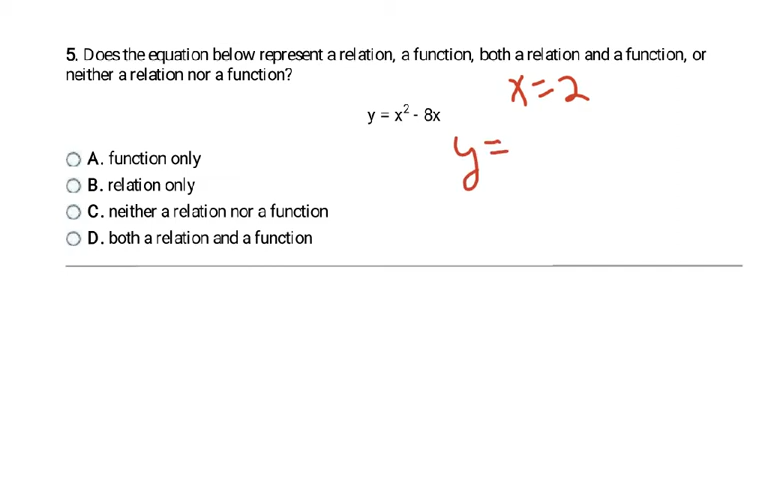 5. Does the equation below represent a relation, a function, both a relation and a function, or
neither a relation nor a function?
x = 2
y = x² - 8x
y =
A. function only
B. relation only
C. neither a relation nor a function
D. both a relation and a function